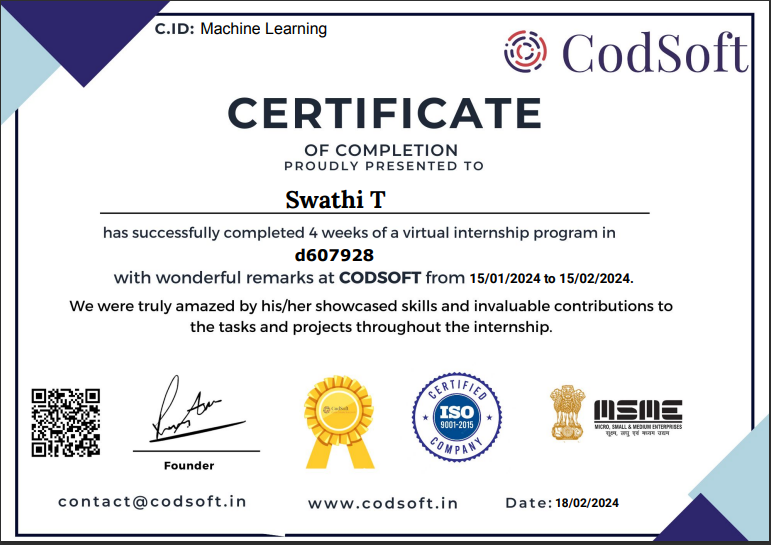 C.ID: Machine Learning
CodSoft
CERTIFICATE
OF COMPLETION
PROUDLY PRESENTED TO
Swathi T
has successfully completed 4 weeks of a virtual internship program in
d607928
with wonderful remarks at CODSOFT from 15/01/2024 to 15/02/2024.
We were truly amazed by his/her showcased skills and invaluable contributions to
the tasks and projects throughout the internship.
Founder
CodSoft
CERTIFIED
ISO
9001-2015
COMPANY
MSME
MICRO, SMALL & MEDIUM ENTERPRISES
सूक्ष्म, लघु एवं मध्यम उद्यम
contact@codsoft.in
www.codsoft.in
Date: 18/02/2024